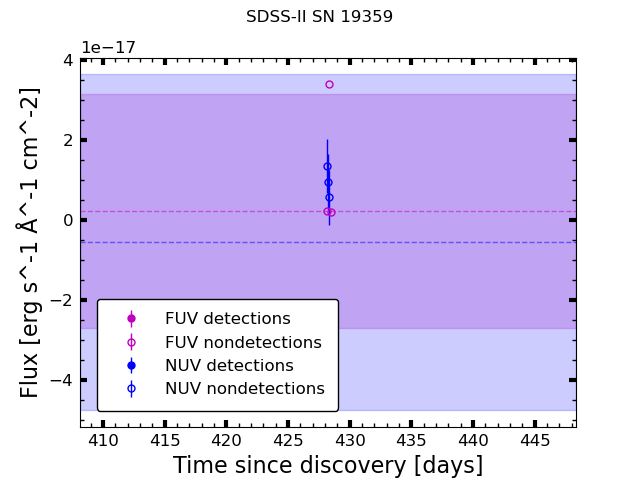 SDSS-II SN 19359
1e−17
4
2
0
−2
−4
Flux [erg s^-1 Å^-1 cm^-2]
FUV detections
FUV nondetections
NUV detections
NUV nondetections
410 415 420 425 430 435 440 445
Time since discovery [days]